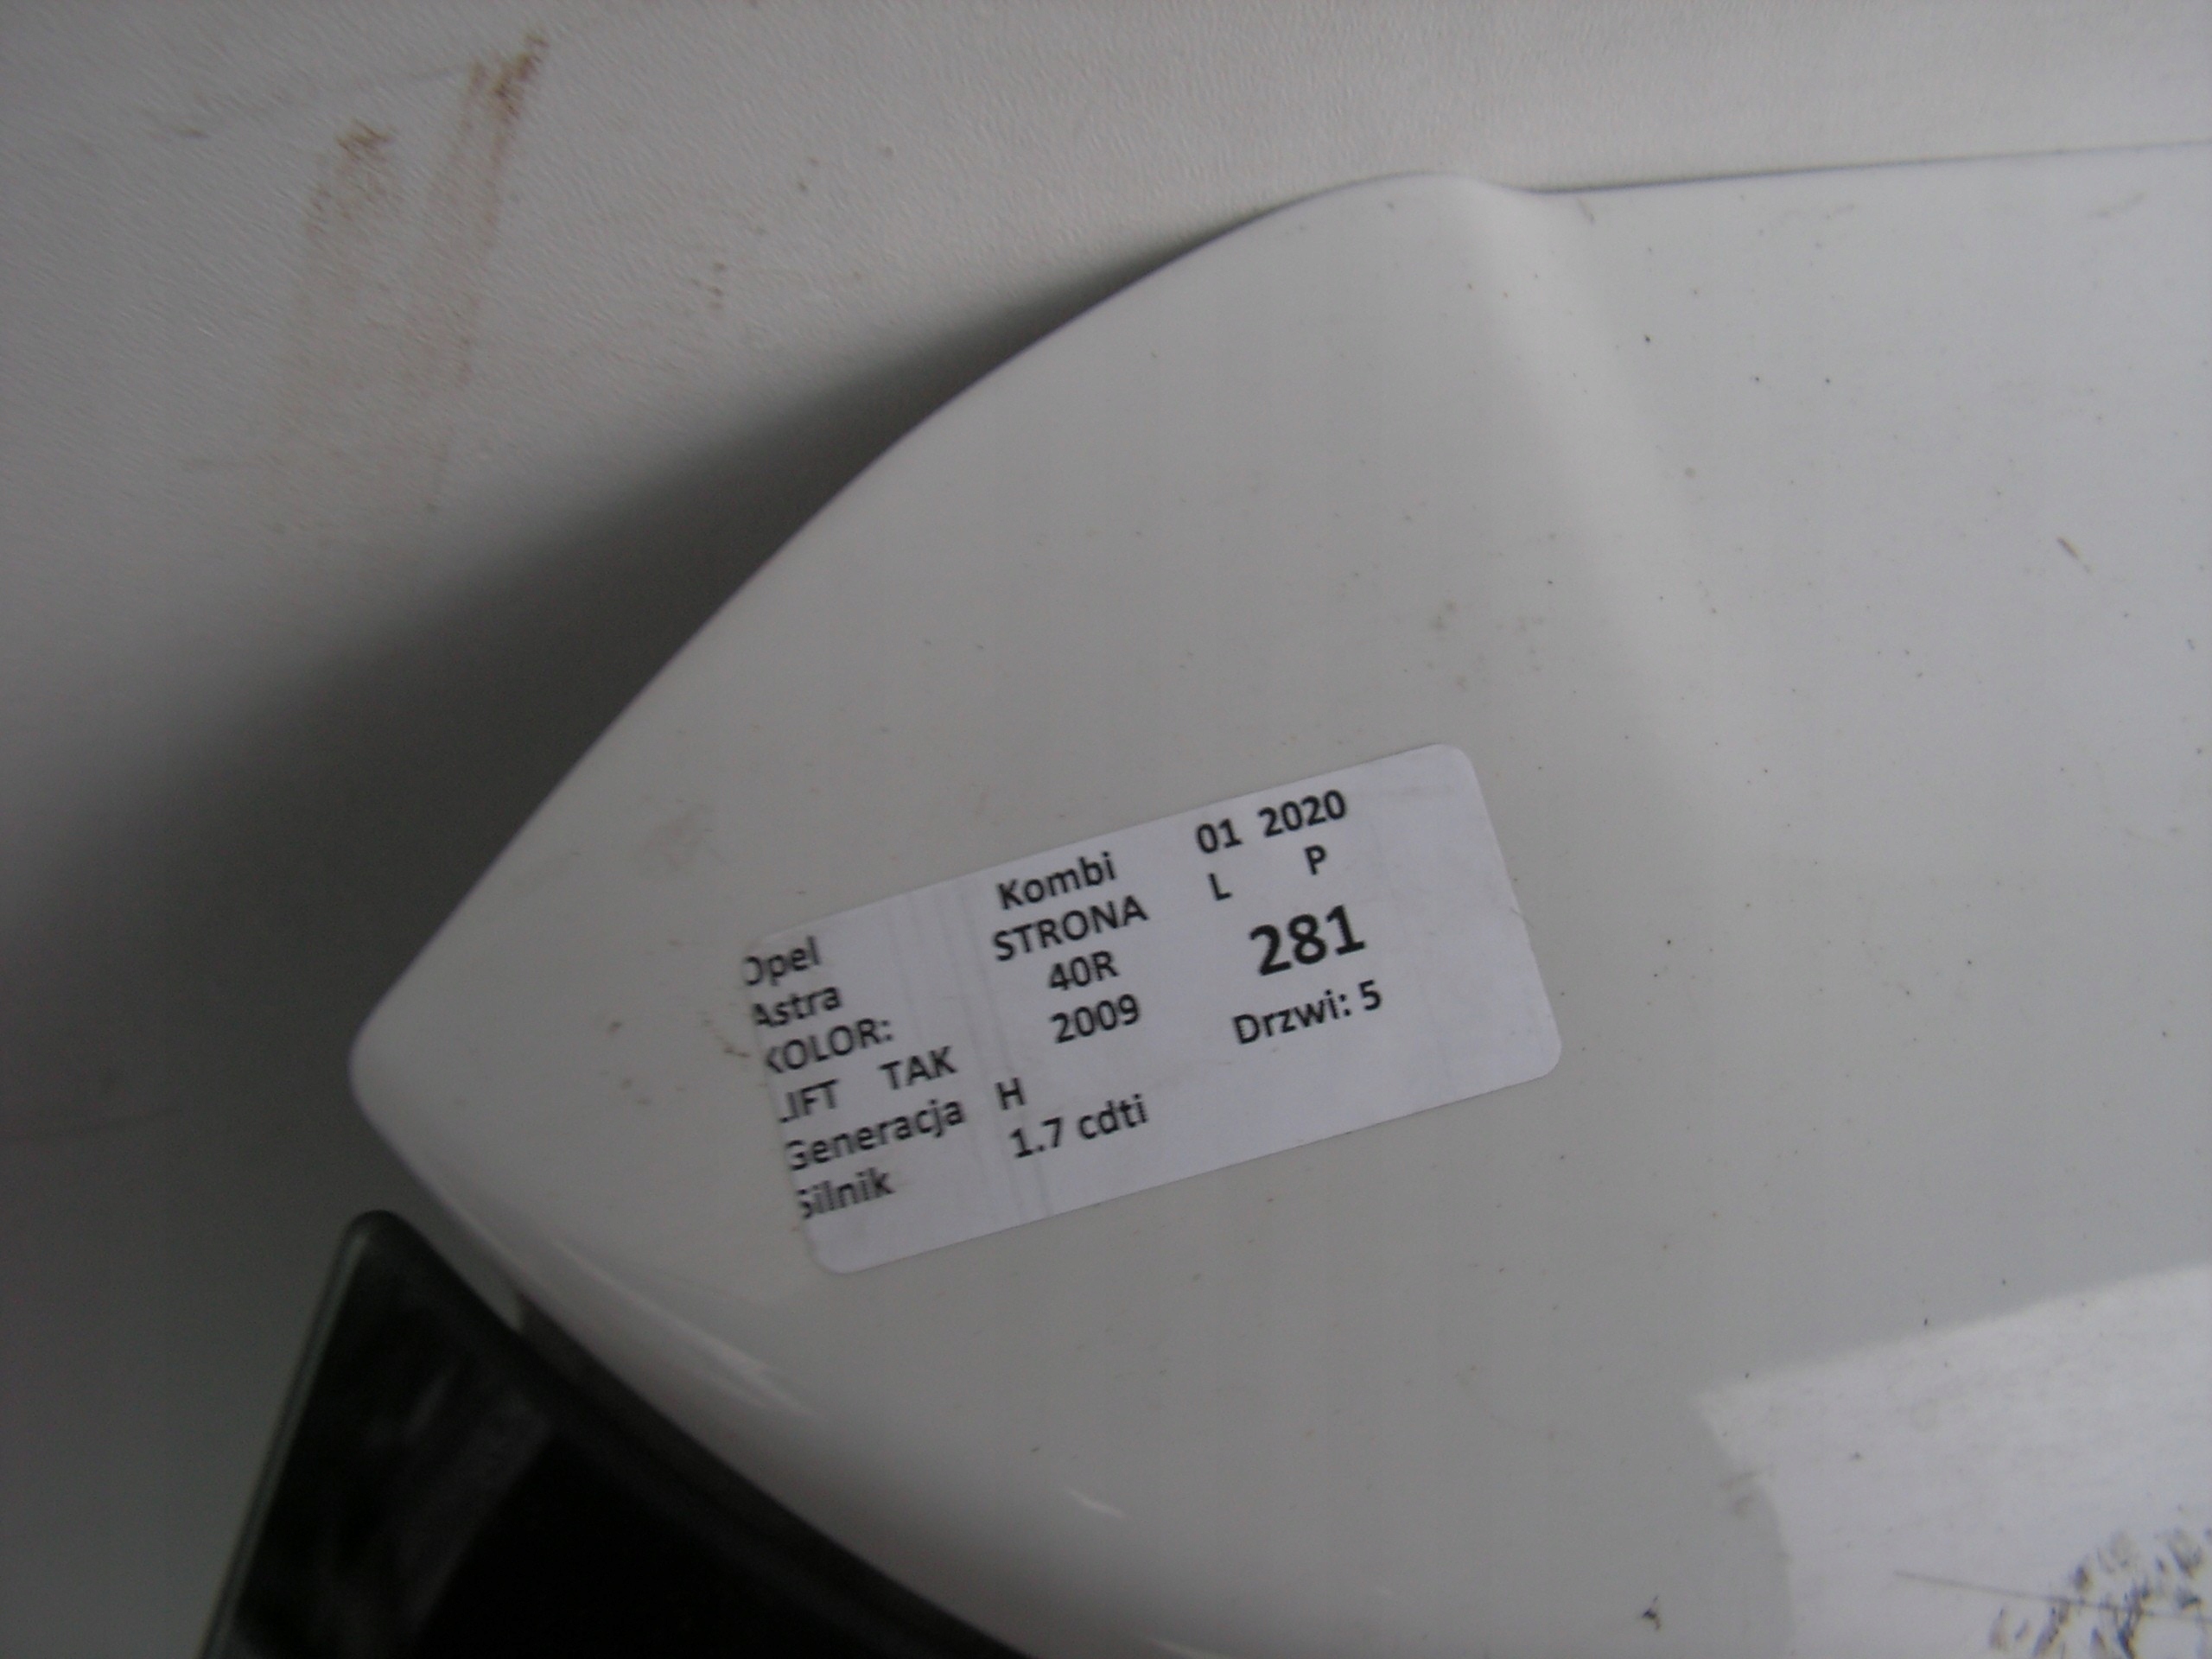 Opel Kombi 01 2020
Astra STRONA L P
KOLOR: 40R 281
LIFT TAK 2009 Drzwi: 5
Generacja H
Silnik 1.7 cdti